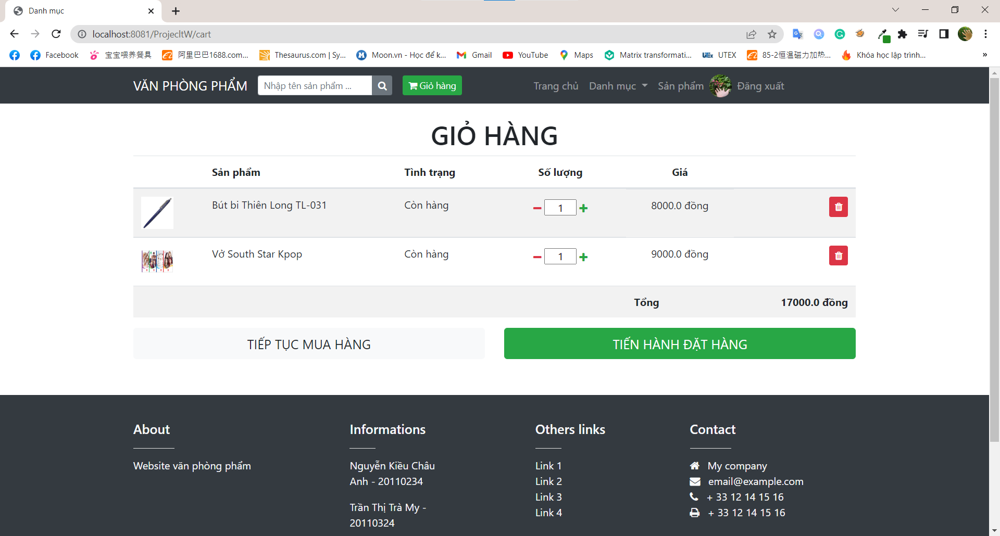 Danh mục
localhost:8081/ProjecltW/cart
Facebook 宝宝喂养餐具 阿里巴巴1688.com... Thesaurus.com | Sy... Moon.vn - Học để k... Gmail YouTube Maps Matrix transformati... UTEX 85-2恒温磁力加热... Khóa học lập trình... »
VĂN PHÒNG PHẨM Nhập tên sản phẩm ... Giỏ hàng Trang chủ Danh mục Sản phẩm Đăng xuất
GIỎ HÀNG
Sản phẩm Tình trạng Số lượng Giá
Bút bi Thiên Long TL-031 Còn hàng 1 8000.0 đồng
Vở South Star Kpop Còn hàng 1 9000.0 đồng
Tổng 17000.0 đồng
TIẾP TỤC MUA HÀNG TIẾN HÀNH ĐẶT HÀNG
About Informations Others links Contact
Website văn phòng phẩm Nguyễn Kiều Châu Link 1 My company
Anh - 20110234 Link 2 email@example.com
Link 3 + 33 12 14 15 16
Trần Thị Trà My - Link 4 + 33 12 14 15 16
20110324